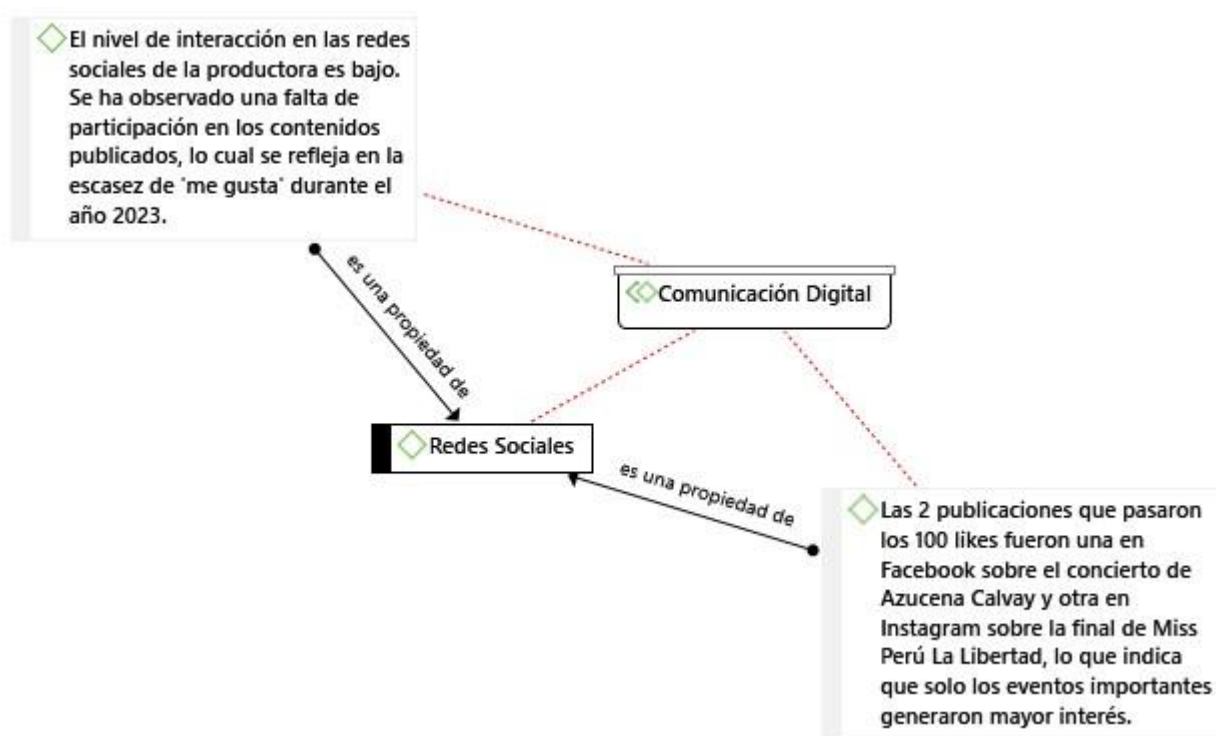 El nivel de interacción en las redes
sociales de la productora es bajo.
Se ha observado una falta de
participación en los contenidos
publicados, lo cual se refleja en la
escasez de ˈme gustaˈ durante el
año 2023.
es una propiedad de
Comunicación Digital
Redes Sociales
es una propiedad de
Las 2 publicaciones que pasaron
los 100 likes fueron una en
Facebook sobre el concierto de
Azucena Calvay y otra en
Instagram sobre la final de Miss
Perú La Libertad, lo que indica
que solo los eventos importantes
generaron mayor interés.